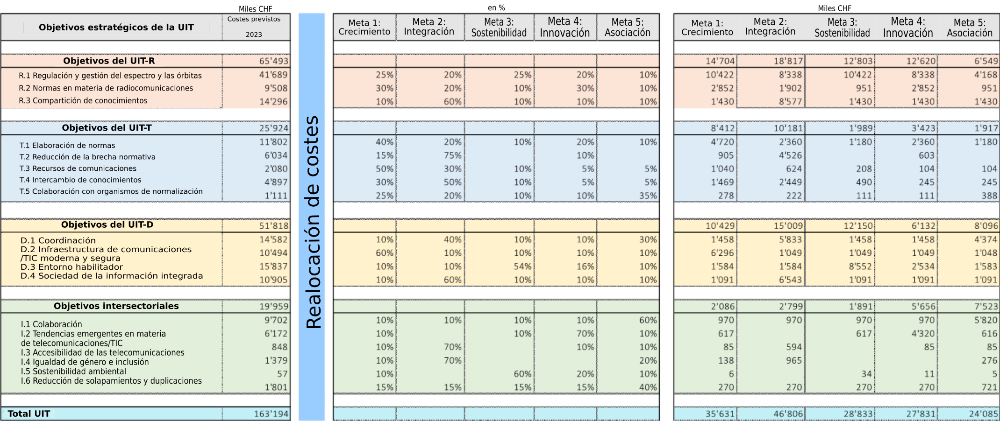 Miles CHF en % Miles CHF
Objetivos estratégicos de la UIT Costes previstos 2023 Meta 1: Crecimiento Meta 2: Integración Meta 3: Sostenibilidad Meta 4: Innovación Meta 5: Asociación Meta 1: Crecimiento Meta 2: Integración Meta 3: Sostenibilidad Meta 4: Innovación Meta 5: Asociación
Realocación de costes
Objetivos del UIT-R 65'493 14'704 18'817 12'803 12'620 6'549
R.1 Regulación y gestión del espectro y las órbitas 41'689 25% 20% 25% 20% 10% 10'422 8'338 10'422 8'338 4'168
R.2 Normas en materia de radiocomunicaciones 9'508 30% 20% 10% 30% 10% 2'852 1'902 951 2'852 951
R.3 Compartición de conocimientos 14'296 10% 60% 10% 10% 10% 1'430 8'577 1'430 1'430 1'430
Objetivos del UIT-T 25'924 8'412 10'181 1'989 3'423 1'917
T.1 Elaboración de normas 11'802 40% 20% 10% 20% 10% 4'720 2'360 1'180 2'360 1'180
T.2 Reducción de la brecha normativa 6'034 15% 75% 10% 905 4'526 603
T.3 Recursos de comunicaciones 2'080 50% 30% 10% 5% 5% 1'040 624 208 104 104
T.4 Intercambio de conocimientos 4'897 30% 50% 10% 5% 5% 1'469 2'449 490 245 245
T.5 Colaboración con organismos de normalización 1'111 25% 20% 10% 10% 35% 278 222 111 111 388
Objetivos del UIT-D 51'818 10'429 15'009 12'150 6'132 8'096
D.1 Coordinación 14'582 10% 40% 10% 10% 30% 1'458 5'833 1'458 1'458 4'374
D.2 Infraestructura de comunicaciones
/TIC moderna y segura 10'494 60% 10% 10% 10% 10% 6'296 1'049 1'049 1'049 1'048
D.3 Entorno habilitador 15'837 10% 10% 54% 16% 10% 1'584 1'584 8'552 2'534 1'583
D.4 Sociedad de la información integrada 10'905 10% 60% 10% 10% 10% 1'091 6'543 1'091 1'091 1'091
Objetivos intersectoriales 19'959 2'086 2'799 1'891 5'656 7'523
I.1 Colaboración 9'702 10% 10% 10% 10% 60% 970 970 970 970 5'820
I.2 Tendencias emergentes en materia
de telecomunicaciones/TIC 6'172 10% 10% 70% 10% 617 617 4'320 616
I.3 Accesibilidad de las telecomunicaciones 848 10% 70% 10% 10% 85 594 85 85
I.4 Igualdad de género e inclusión 1'379 10% 70% 20% 138 965 276
I.5 Sostenibilidad ambiental 57 10% 60% 20% 10% 6 34 11 5
I.6 Reducción de solapamientos y duplicaciones 1'801 15% 15% 15% 15% 40% 270 270 270 270 721
Total UIT 163'194 35'631 46'806 28'833 27'831 24'085